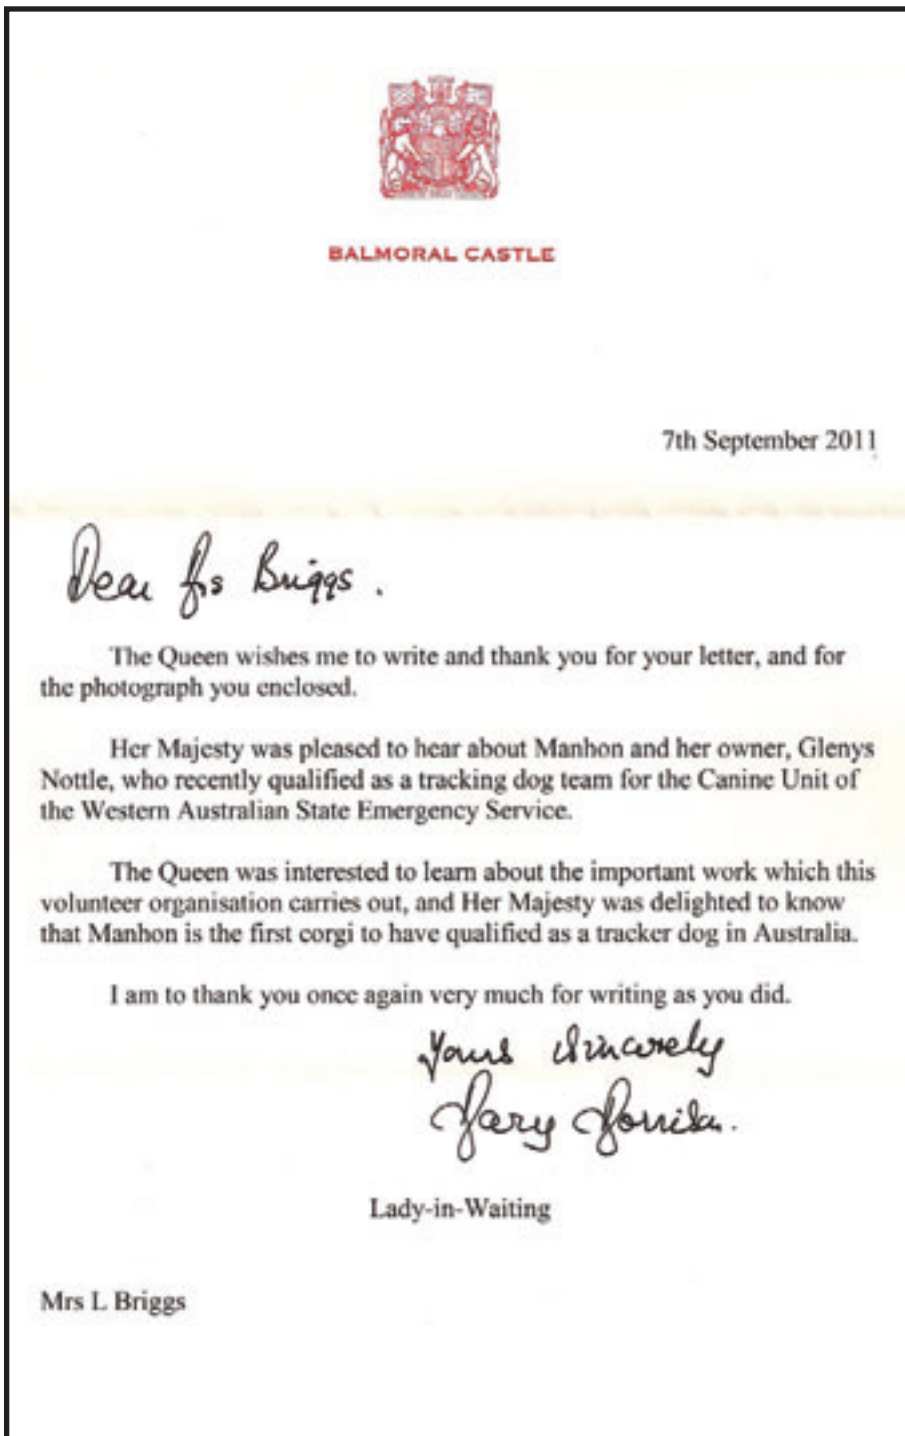 BALMORAL CASTLE
7th September 2011
Dear Mrs Briggs.
The Queen wishes me to write and thank you for your letter, and for
the photograph you enclosed.
Her Majesty was pleased to hear about Manhon and her owner, Glenys
Nottle, who recently qualified as a tracking dog team for the Canine Unit of
the Western Australian State Emergency Service.
The Queen was interested to learn about the important work which this
volunteer organisation carries out, and Her Majesty was delighted to know
that Manhon is the first corgi to have qualified as a tracker dog in Australia.
I am to thank you once again very much for writing as you did.
Yours sincerely
Mary Morrison.
Lady-in-Waiting
Mrs L Briggs